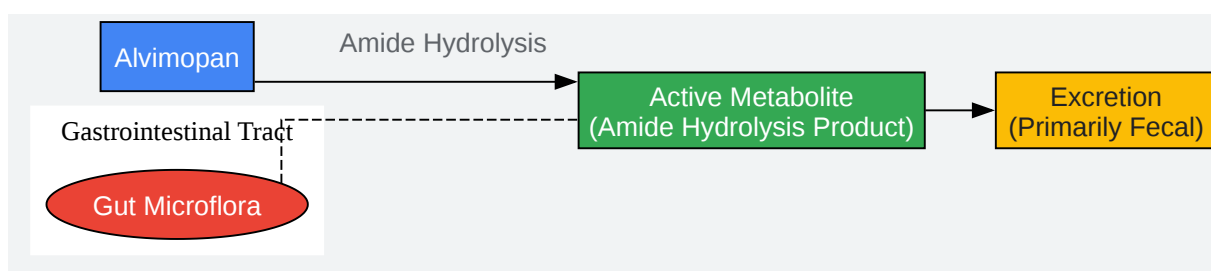 Alvimopan
Amide Hydrolysis
Active Metabolite
(Amide Hydrolysis Product)
Excretion
(Primarily Fecal)
Gastrointestinal Tract
Gut Microflora